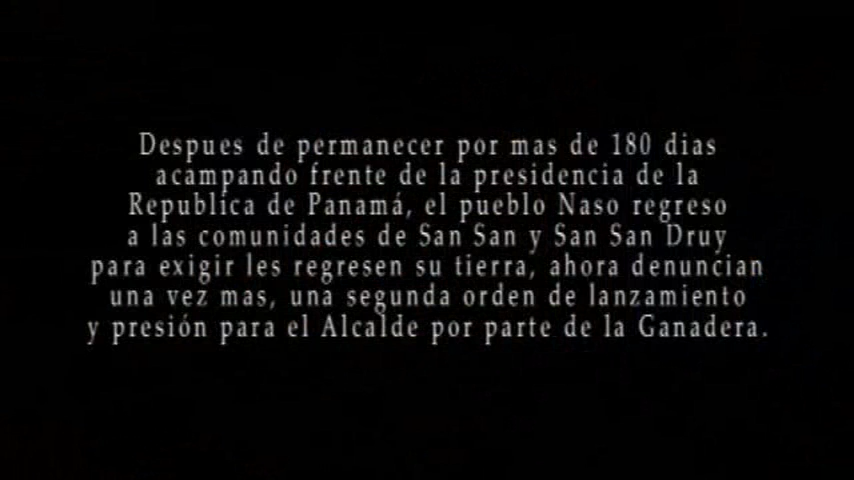 Despues de permanecer por mas de 180 dias
acampando frente de la presidencia de la
Republica de Panamá, el pueblo Naso regreso
a las comunidades de San San y San San Druy
para exigir les regresen su tierra, ahora denuncian
una vez mas, una segunda orden de lanzamiento
y presión para el Alcalde por parte de la Ganadera.